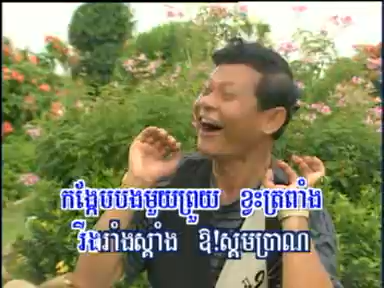 កង្កែបបងមួយព្រួយ ខ្វះត្រពាំង
រីងរាំងស្គាំង ឱ!ស្គមប្រាណ